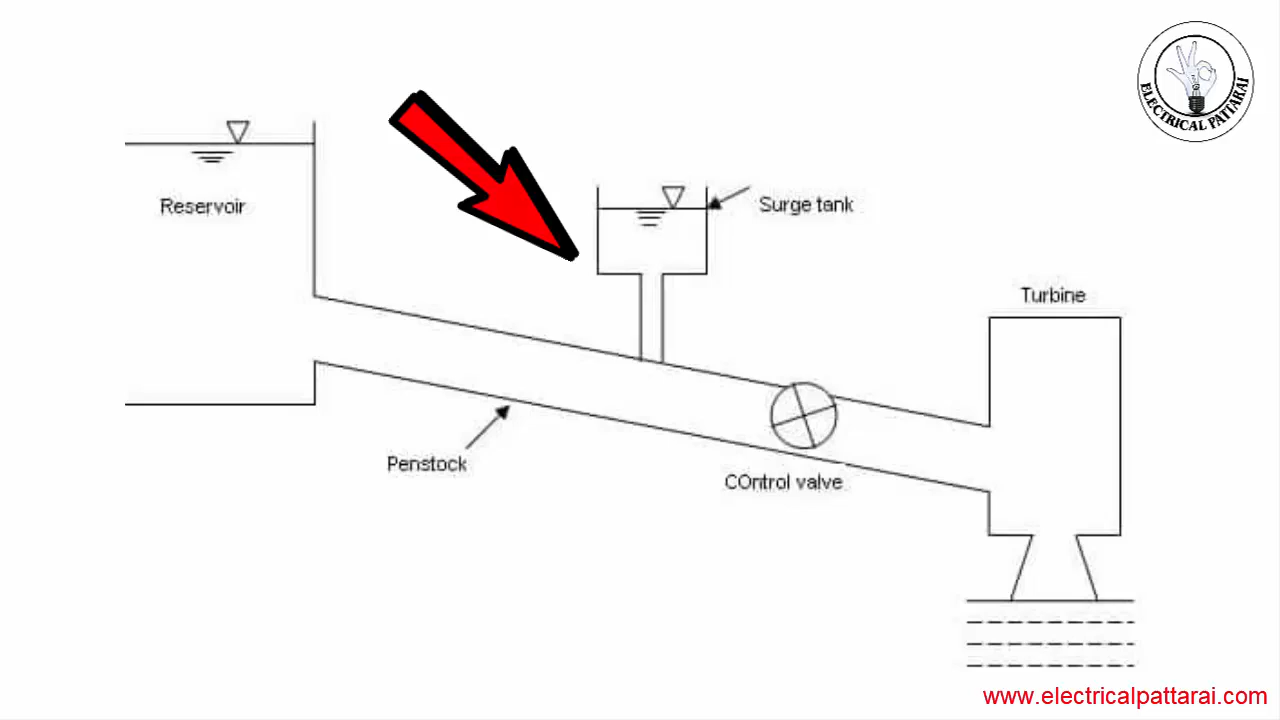 ELECTRICAL PATTARAI
Reservoir
Surge tank
Turbine
Penstock
COntrol valve
www.electricalpattarai.com